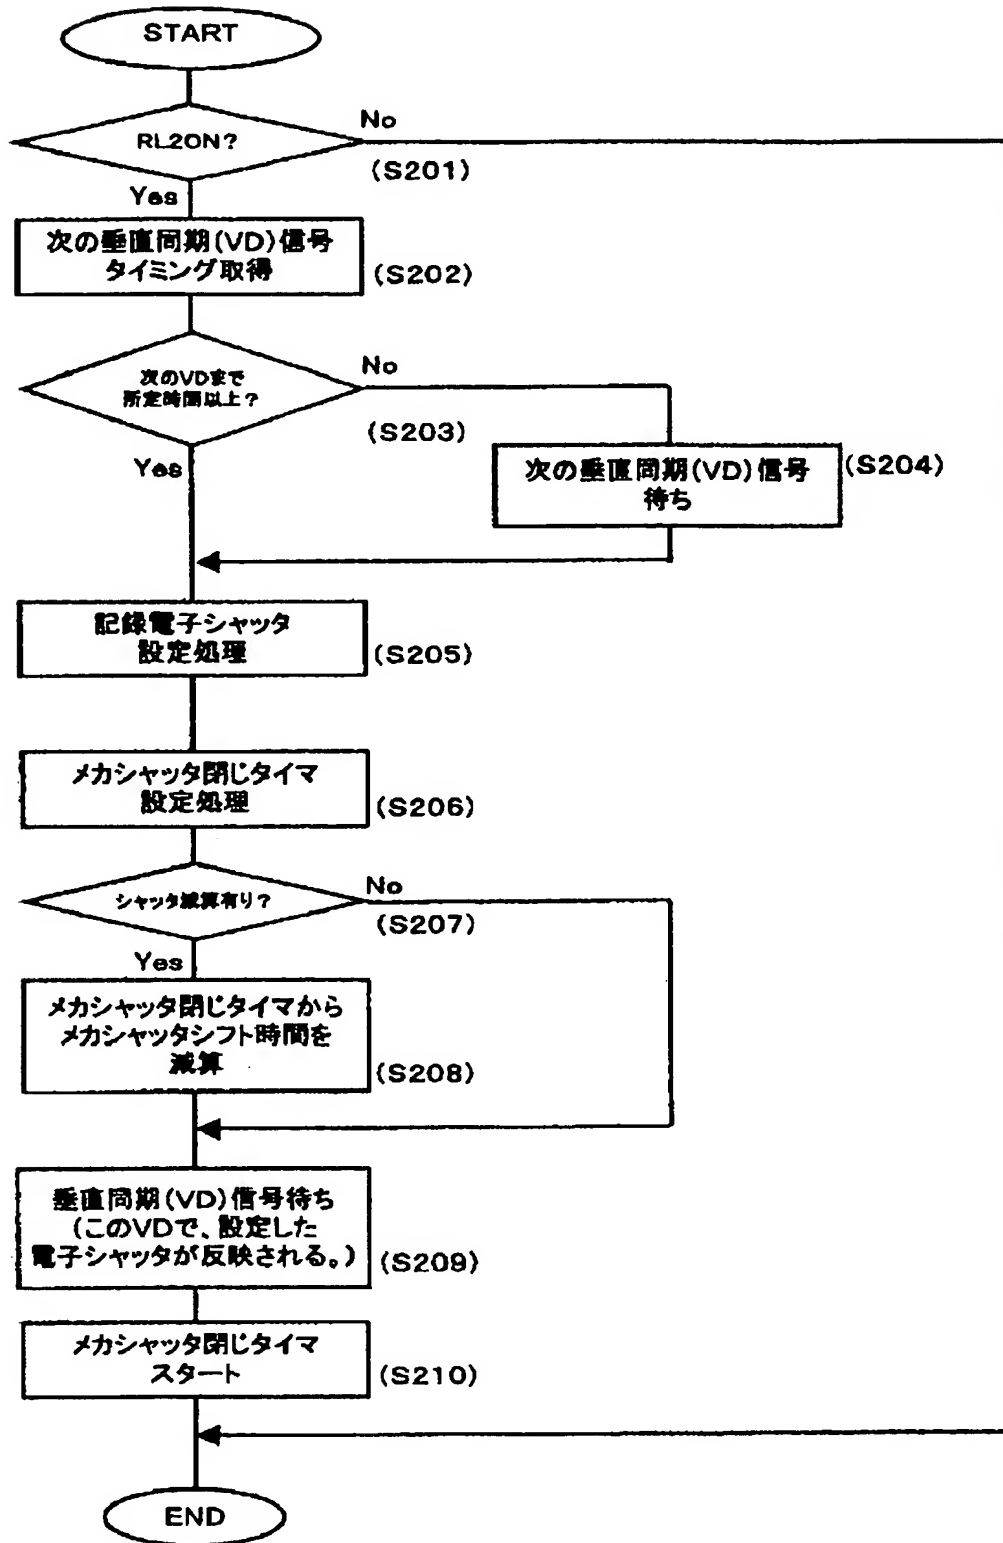 START
RL2ON?
No
(S201)
Yes
次の垂直同期(VD)信号
タイミング取得
(S202)
次のVDまで
所定時間以上?
No
(S203)
Yes
次の垂直同期(VD)信号
待ち
(S204)
記録電子シャッタ
設定処理
(S205)
メカシャッタ閉じタイマ
設定処理
(S206)
シャッタ減算有り?
No
(S207)
Yes
メカシャッタ閉じタイマから
メカシャッタシフト時間を
減算
(S208)
垂直同期(VD)信号待ち
(このVDで、設定した
電子シャッタが反映される。)
(S209)
メカシャッタ閉じタイマ
スタート
(S210)
END